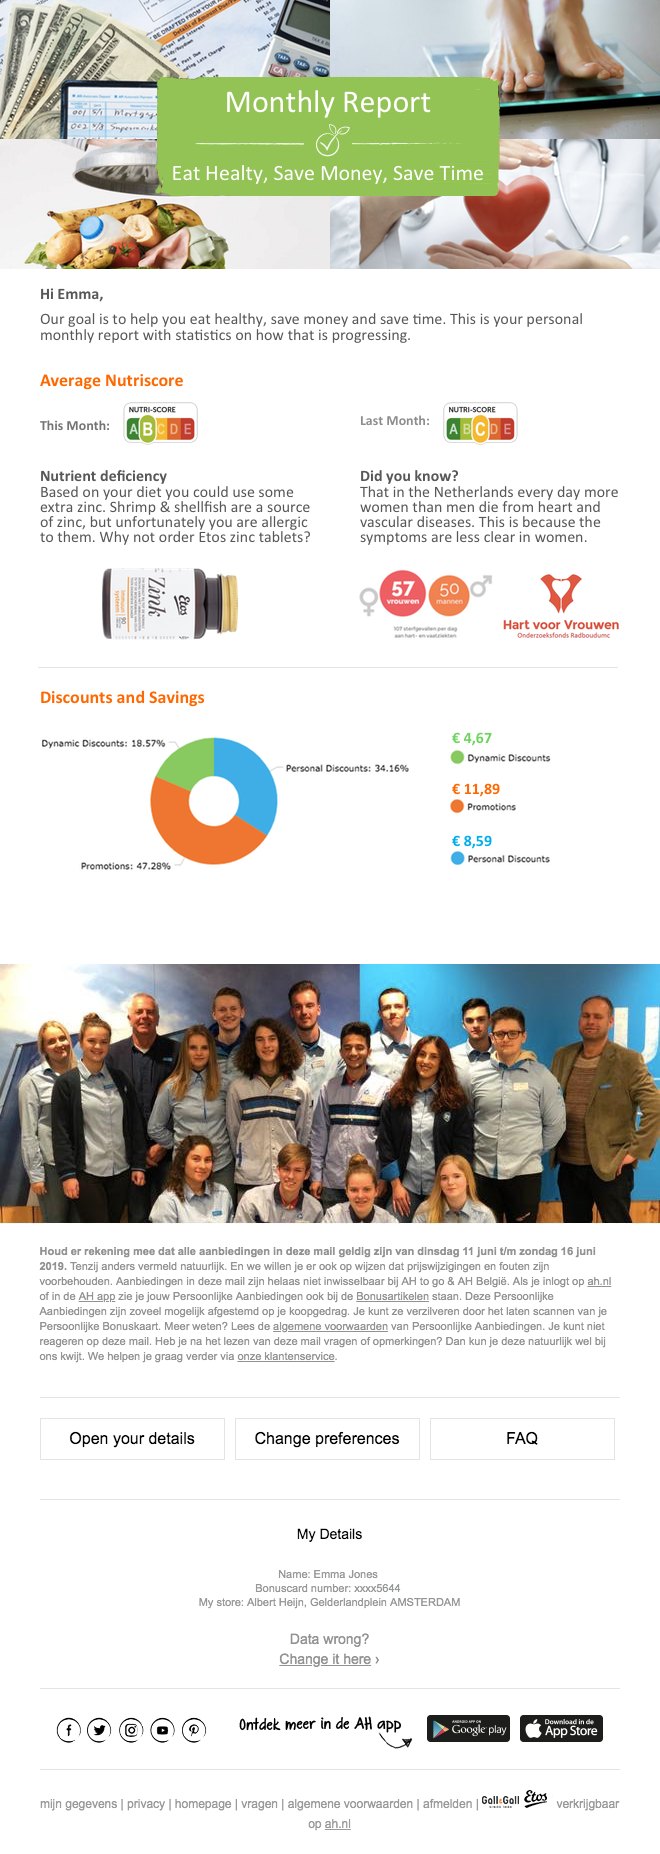 Monthly Report
Eat Healty, Save Money, Save Time
Hi Emma,
Our goal is to help you eat healthy, save money and save time. This is your personal
monthly report with statistics on how that is progressing.
Average Nutriscore
This Month:
NUTRI-SCORE
A B C D E
Last Month:
NUTRI-SCORE
A B C D E
Nutrient deficiency
Based on your diet you could use some
extra zinc. Shrimp & shellfish are a source
of zinc, but unfortunately you are allergic
to them. Why not order Etos zinc tablets?
Etos
Zink
Did you know?
That in the Netherlands every day more
women than men die from heart and
vascular diseases. This is because the
symptoms are less clear in women.
57
vrouwen
50
mannen
107 sterfgevallen per dag
aan hart- en vaatziekten
Hart voor Vrouwen
Onderzoeksfonds Radboudumc
Discounts and Savings
Dynamic Discounts: 18.57%
Personal Discounts: 34.16%
Promotions: 47.28%
€ 4,67
Dynamic Discounts
€ 11,89
Promotions
€ 8,59
Personal Discounts
Houd er rekening mee dat alle aanbiedingen in deze mail geldig zijn van dinsdag 11 juni t/m zondag 16 juni
2019. Tenzij anders vermeld natuurlijk. En we willen je er ook op wijzen dat prijswijzigingen en fouten zijn
voorbehouden. Aanbiedingen in deze mail zijn helaas niet inwisselbaar bij AH to go & AH België. Als je inlogt op ah.nl
of in de AH app zie je jouw Persoonlijke Aanbiedingen ook bij de Bonusartikelen staan. Deze Persoonlijke
Aanbiedingen zijn zoveel mogelijk afgestemd op je koopgedrag. Je kunt ze verzilveren door het laten scannen van je
Persoonlijke Bonuskaart. Meer weten? Lees de algemene voorwaarden van Persoonlijke Aanbiedingen. Je kunt niet
reageren op deze mail. Heb je na het lezen van deze mail vragen of opmerkingen? Dan kun je deze natuurlijk wel bij
ons kwijt. We helpen je graag verder via onze klantenservice.
Open your details
Change preferences
FAQ
My Details
Name: Emma Jones
Bonuscard number: xxxx5644
My store: Albert Heijn, Gelderlandplein AMSTERDAM
Data wrong?
Change it here ›
Ontdek meer in de AH app
ANDROID APP ON
Google play
Download in de
App Store
mijn gegevens | privacy | homepage | vragen | algemene voorwaarden | afmelden | Gall&Gall Etos verkrijgbaar
op ah.nl